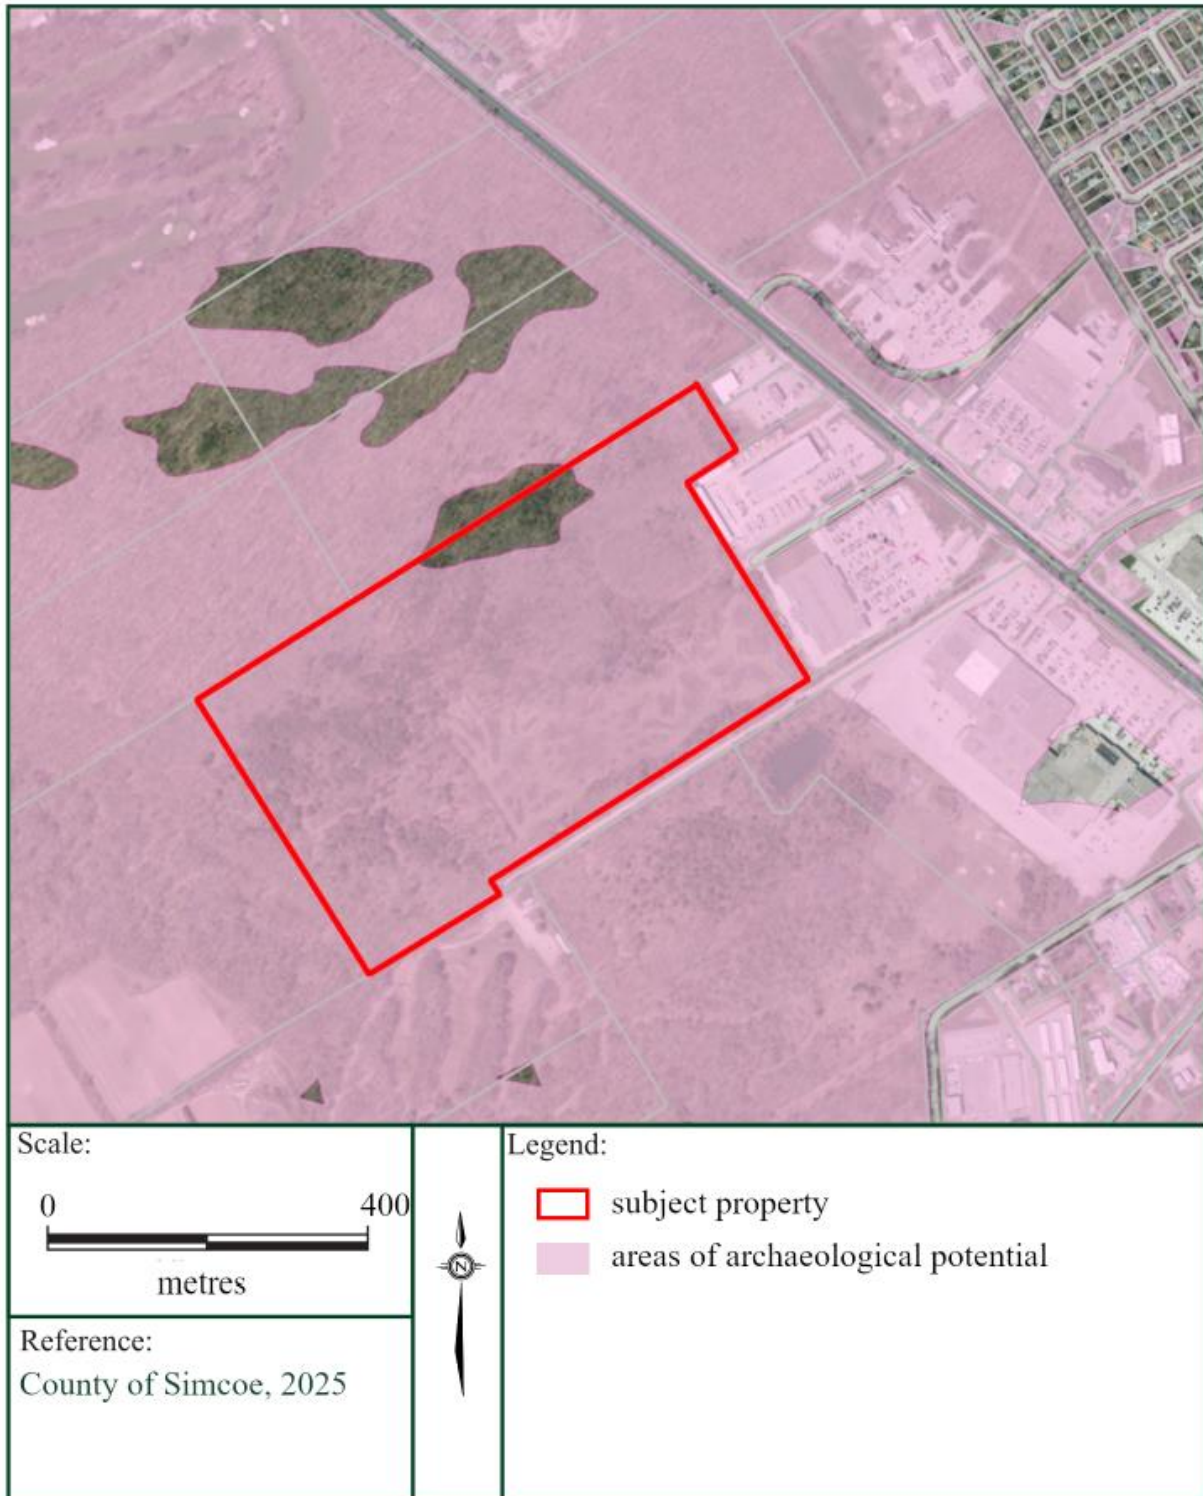 Scale:
0 400
metres
Reference:
County of Simcoe, 2025
N
Legend:
subject property
areas of archaeological potential